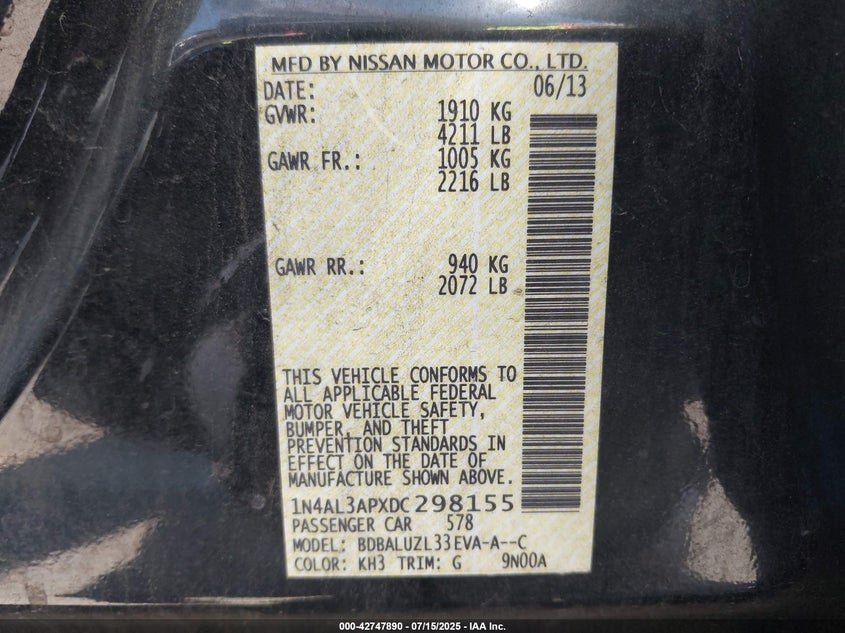 MFD BY NISSAN MOTOR CO., LTD.
DATE: 06/13
GVWR: 1910 KG
4211 LB
GAWR FR.: 1005 KG
2216 LB
GAWR RR.: 940 KG
2072 LB
THIS VEHICLE CONFORMS TO
ALL APPLICABLE FEDERAL
MOTOR VEHICLE SAFETY,
BUMPER, AND THEFT
PREVENTION STANDARDS IN
EFFECT ON THE DATE OF
MANUFACTURE SHOWN ABOVE.
1N4AL3APXDC298155
PASSENGER CAR 578
MODEL: BDBALUZL33EVA-A--C
COLOR: KH3 TRIM: G 9N00A
000-42747890 - 07/15/2025 - IAA Inc.